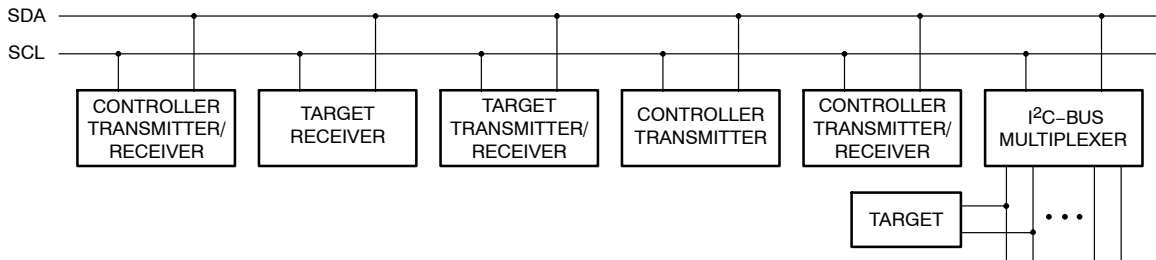 SDA
SCL
CONTROLLER
TRANSMITTER/
RECEIVER
TARGET
RECEIVER
TARGET
TRANSMITTER/
RECEIVER
CONTROLLER
TRANSMITTER
CONTROLLER
TRANSMITTER/
RECEIVER
I²C−BUS
MULTIPLEXER
TARGET